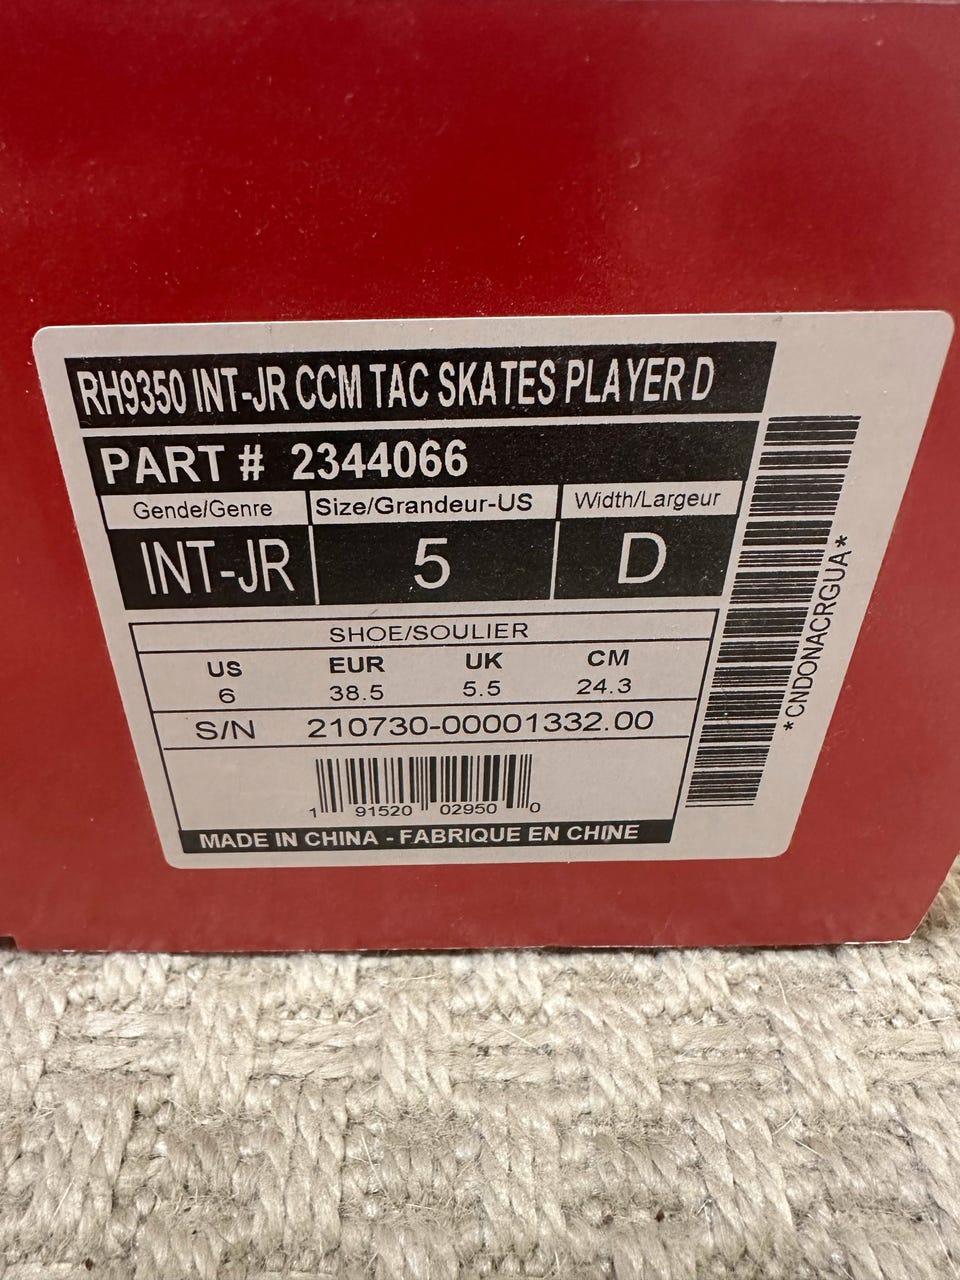 RH9350 INT-JR CCM TAC SKATES PLAYER D
PART # 2344066
Gende/Genre Size/Grandeur-US Width/Largeur
INT-JR 5 D
SHOE/SOULIER
US EUR UK CM
6 38.5 5.5 24.3
S/N 210730-00001332.00
1 91520 02950 0
MADE IN CHINA - FABRIQUE EN CHINE
*CNDONACRGUA*